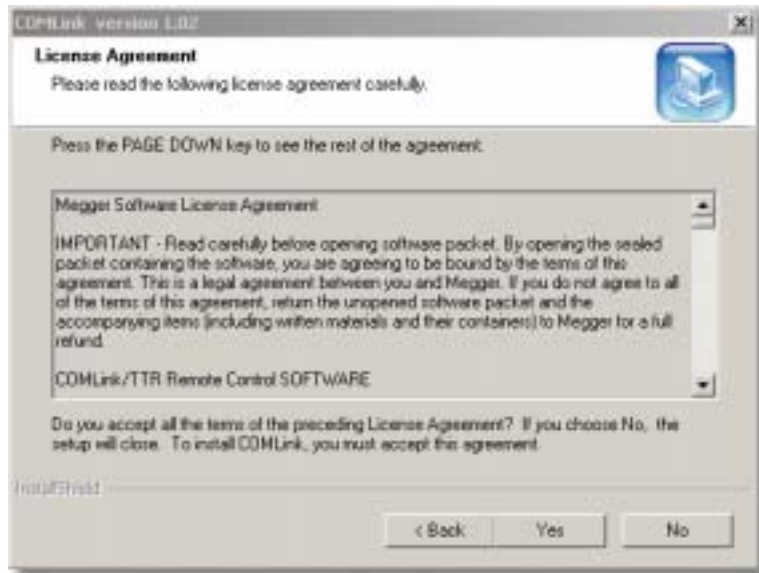 COMLink version 1.02
License Agreement
Please read the following license agreement carefully.
Press the PAGE DOWN key to see the rest of the agreement.
Megger Software License Agreement
IMPORTANT - Read carefully before opening software packet. By opening the sealed
packet containing the software, you are agreeing to be bound by the terms of this
agreement. This is a legal agreement between you and Megger. If you do not agree to all
of the terms of this agreement, return the unopened software packet and the
accompanying items (including written materials and their containers) to Megger for a full
refund.
COMLink/TTR Remote Control SOFTWARE
Do you accept all the terms of the preceding License Agreement? If you choose No, the
setup will close. To install COMLink, you must accept this agreement.
InstallShield
< Back
Yes
No